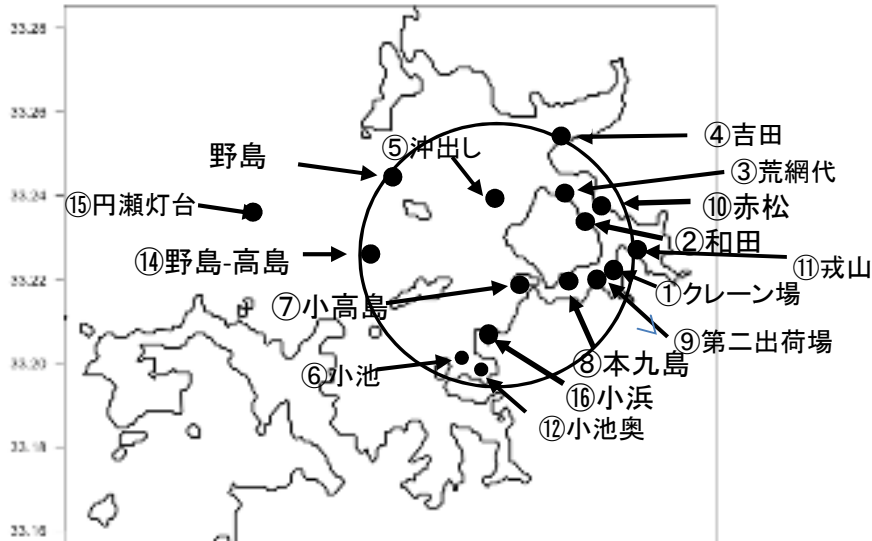 33.28
33.26
④吉田
⑤沖出し
野島
③荒網代
33.24
⑮円瀬灯台
⑩赤松
②和田
⑭野島-高島
⑪戎山
33.22
①クレーン場
⑦小高島
⑨第二出荷場
33.20
⑧本九島
⑥小池
⑯小浜
⑫小池奥
33.18
33.16